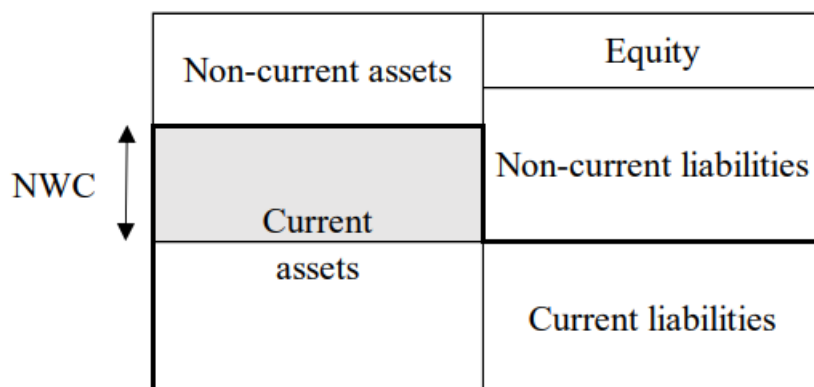 Non-current assets
Equity
NWC
Non-current liabilities
Current
assets
Current liabilities